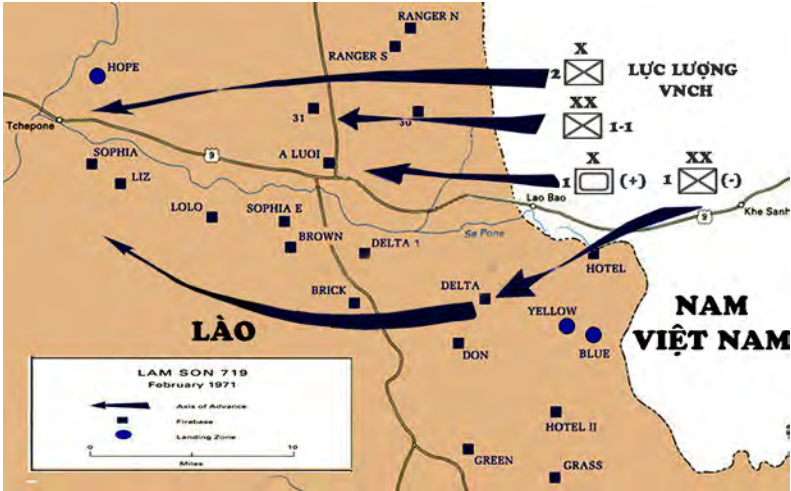 RANGER N
RANGER S
HOPE
X
2
LỰC LƯỢNG
VNCH
XX
1-1
31
30
Tchepone
9
A LUOI
X
1
(+)
XX
1
(-)
SOPHIA
LIZ
Lao Bao
9
Khe Sanh
LOLO
SOPHIA E
Se Pone
BROWN
DELTA 1
HOTEL
BRICK
DELTA
YELLOW
BLUE
NAM
VIỆT NAM
LÀO
DON
LAM SON 719
February 1971
Axis of Advance
Firebase
Landing Zone
0
10
Miles
HOTEL II
GREEN
GRASS